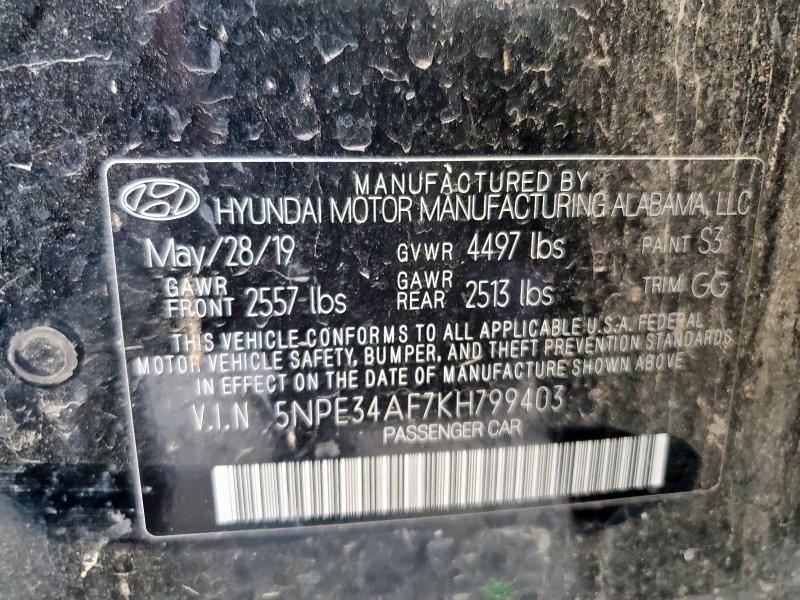 MANUFACTURED BY
HYUNDAI MOTOR MANUFACTURING ALABAMA, LLC
May/28/19 GVWR 4497 lbs PAINT S3
GAWR FRONT 2557 lbs GAWR REAR 2513 lbs TRIM GG
THIS VEHICLE CONFORMS TO ALL APPLICABLE U.S.A. FEDERAL
MOTOR VEHICLE SAFETY, BUMPER, AND THEFT PREVENTION STANDARDS
IN EFFECT ON THE DATE OF MANUFACTURE SHOWN ABOVE
V.I.N 5NPE34AF7KH799403
PASSENGER CAR